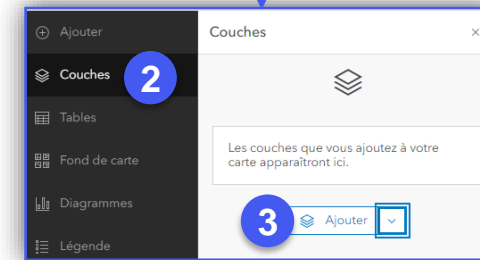 Ajouter
Couches
2
Tables
Fond de carte
Diagrammes
Légende
Couches
×
Les couches que vous ajoutez à votre
carte apparaîtront ici.
3
Ajouter